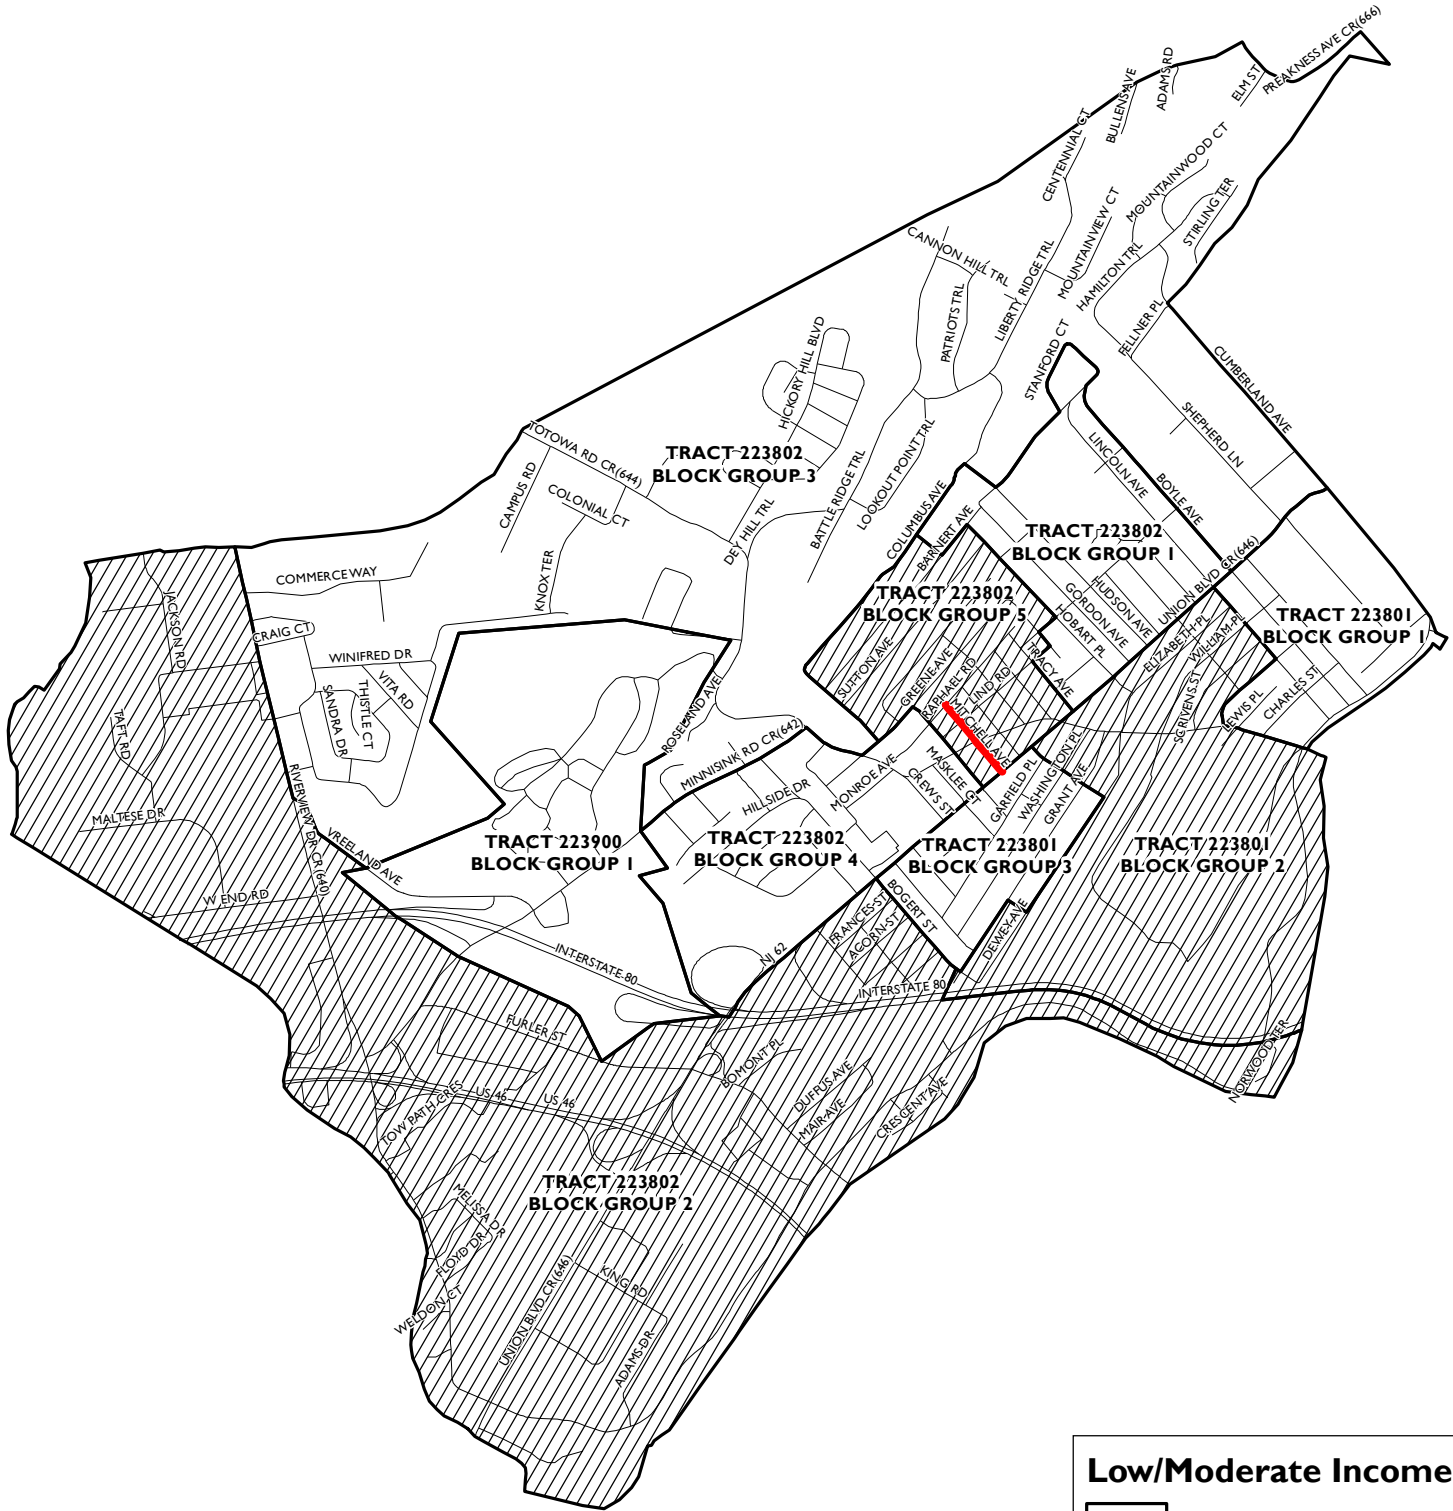 PREAKNESS AVE CR(666)
ADAMS RD
ELM ST
BULLENS AVE
CENTENNIAL CT
MOUNTAINWOOD CT
STIRLING TER
MOUNTAINVIEW CT
CANNON HILL TRL
LIBERTY RIDGE TRL
HAMILTON TRL
PATRIOTS TRL
FELLNER PL
STANFORD CT
HICKORY HILL BLVD
CUMBERLAND AVE
SHEPHERD LN
TOTOWA RD CR(644)
TRACT 223802
BLOCK GROUP 3
CAMPUS RD
COLONIAL CT
BATTLE RIDGE TRL
LOOKOUT POINT TRL
LINCOLN AVE
BOYLE AVE
COLUMBUS AVE
DEY HILL TRL
BARNERT AVE
TRACT 223802
BLOCK GROUP 1
KNOX TER
COMMERCE WAY
UNION BLVD CR(646)
HUDSON AVE
GORDON AVE
HOBART PL
TRACT 223802
BLOCK GROUP 5
TRACT 223801
BLOCK GROUP 1
JACKSON RD
CRAIG CT
WINIFRED DR
ELIZABETH PL
WILLIAM PL
SUTTON AVE
GREENE AVE
RAPHAEL RD
LIND RD
TRACY AVE
VITA RD
THISTLE CT
SANDRA DR
SCRIVENS ST
LEWIS PL
CHARLES ST
MITCHELL AVE
TAFT RD
ROSELAND AVE
MINNISINK RD CR(642)
MONROE AVE
MASKLEE CT
CREWS ST
GARFIELD PL
WASHINGTON PL
GRANT AVE
HILLSIDE DR
RIVERVIEW DR CR(640)
MALTESE DR
VREELAND AVE
TRACT 223900
BLOCK GROUP 1
TRACT 223802
BLOCK GROUP 4
TRACT 223801
BLOCK GROUP 3
TRACT 223801
BLOCK GROUP 2
W END RD
BOGERT ST
FRANCES ST
ACORN ST
DEWEY AVE
INTERSTATE 80
NJ 62
INTERSTATE 80
FURLER ST
BOMONT PL
NORWOOD TER
DUFFUS AVE
MAIR AVE
CRESCENT AVE
US 46
US 46
TOW PATH CRES
TRACT 223802
BLOCK GROUP 2
MELISSA DR
FLOYD DR
WELDON CT
UNION BLVD CR(646)
KING RD
ADAMS DR
Low/Moderate Income